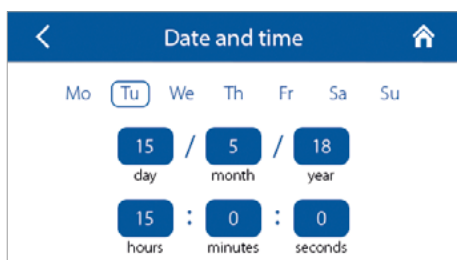 Date and time
Mo Tu We Th Fr Sa Su
15 / 5 / 18
day month year
15 : 0 : 0
hours minutes seconds